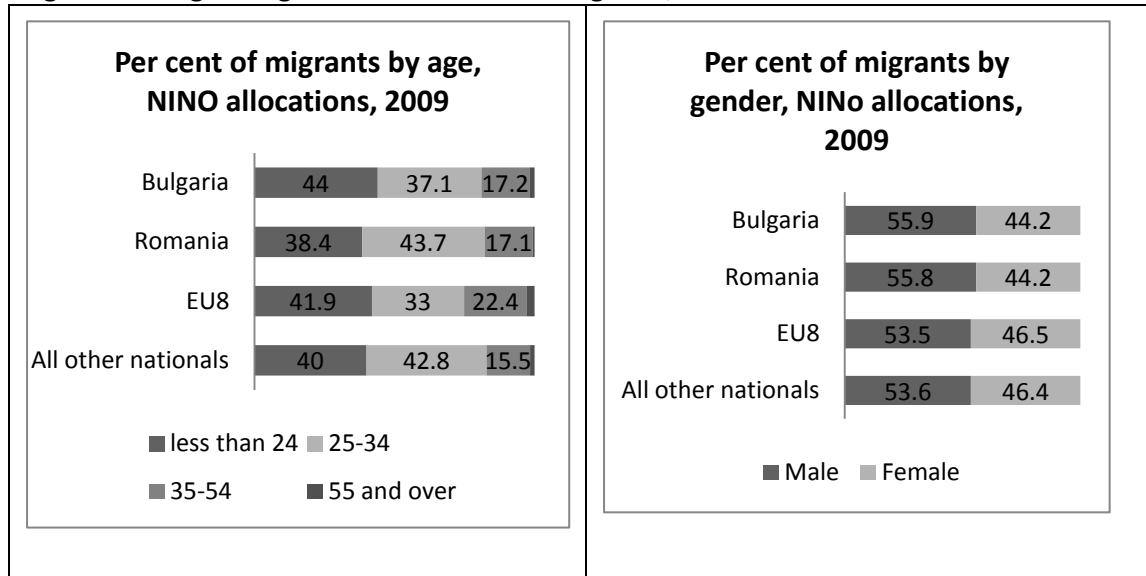 Per cent of migrants by age,
NINO allocations, 2009
Bulgaria 44 37.1 17.2
Romania 38.4 43.7 17.1
EU8 41.9 33 22.4
All other nationals 40 42.8 15.5
less than 24 25-34
35-54 55 and over
Per cent of migrants by
gender, NINo allocations,
2009
Bulgaria 55.9 44.2
Romania 55.8 44.2
EU8 53.5 46.5
All other nationals 53.6 46.4
Male Female